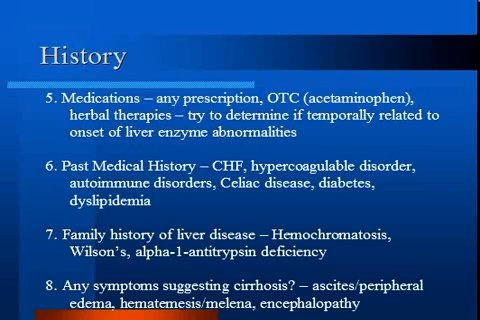 History
5. Medications – any prescription, OTC (acetaminophen),
herbal therapies – try to determine if temporally related to
onset of liver enzyme abnormalities
6. Past Medical History – CHF, hypercoagulable disorder,
autoimmune disorders, Celiac disease, diabetes,
dyslipidemia
7. Family history of liver disease – Hemochromatosis,
Wilson's, alpha-1-antitrypsin deficiency
8. Any symptoms suggesting cirrhosis? – ascites/peripheral
edema, hematemesis/melena, encephalopathy